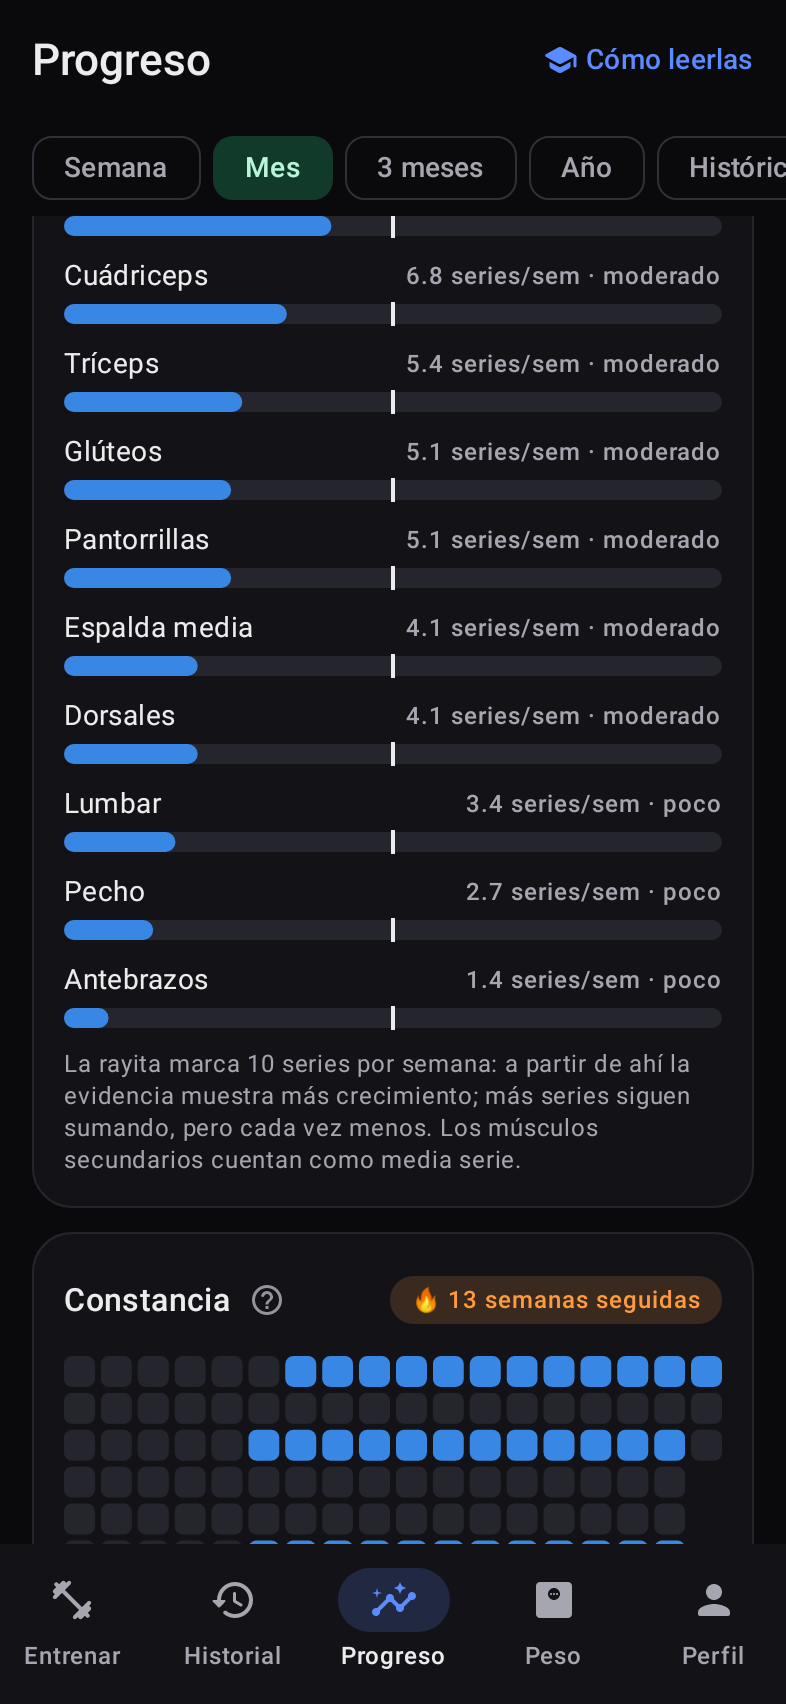 Progreso
Cómo leerlas
Semana
Mes
3 meses
Año
Históric
Cuádriceps
6.8 series/sem · moderado
Tríceps
5.4 series/sem · moderado
Glúteos
5.1 series/sem · moderado
Pantorrillas
5.1 series/sem · moderado
Espalda media
4.1 series/sem · moderado
Dorsales
4.1 series/sem · moderado
Lumbar
3.4 series/sem · poco
Pecho
2.7 series/sem · poco
Antebrazos
1.4 series/sem · poco
La rayita marca 10 series por semana: a partir de ahí la
evidencia muestra más crecimiento; más series siguen
sumando, pero cada vez menos. Los músculos
secundarios cuentan como media serie.
Constancia
🔥 13 semanas seguidas
Entrenar
Historial
Progreso
Peso
Perfil